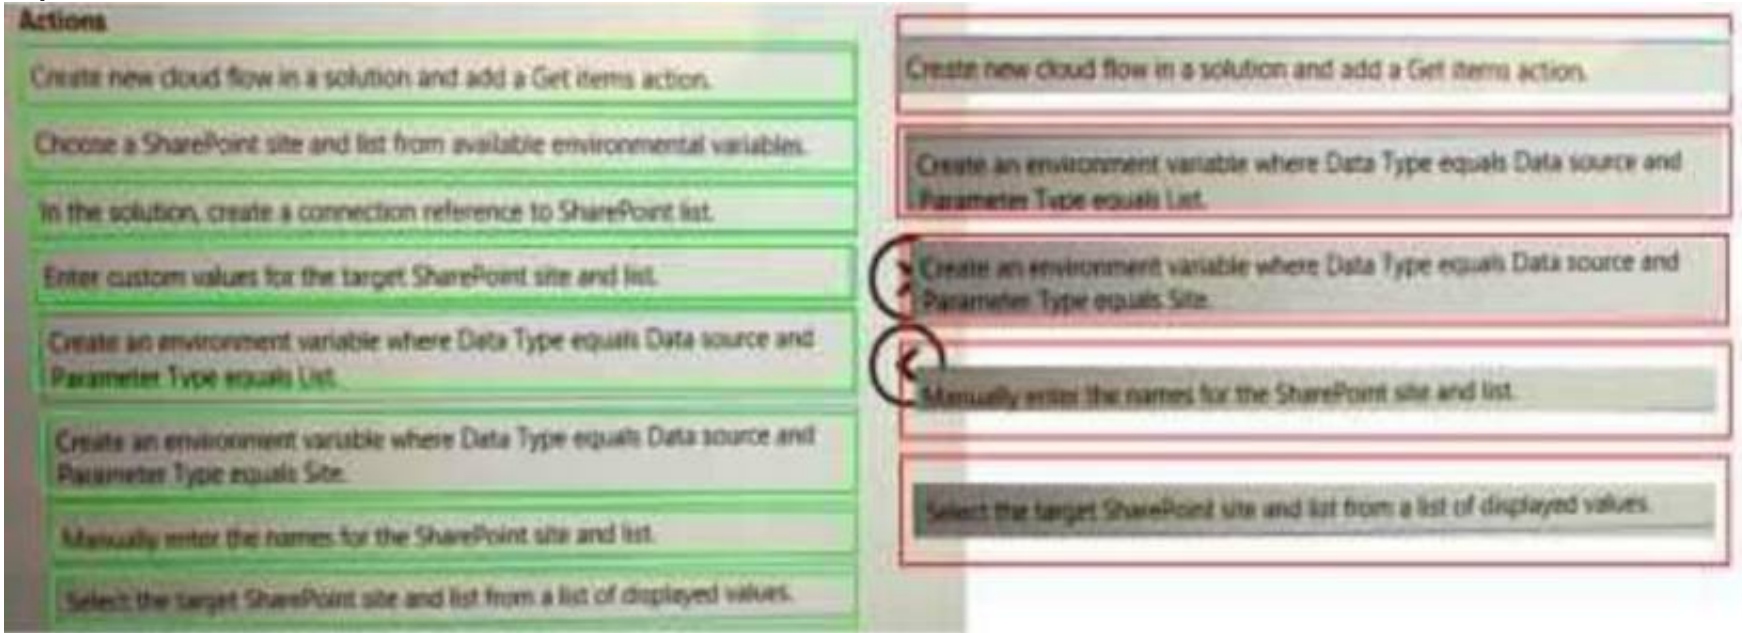 Actions
Create new cloud flow in a solution and add a Get items action.
Choose a SharePoint site and list from available environmental variables.
In the solution, create a connection reference to SharePoint list.
Enter custom values for the target SharePoint site and list.
Create an environment variable where Data Type equals Data source and
Parameter Type equals List.
Create an environment variable where Data Type equals Data source and
Parameter Type equals Site.
Manually enter the names for the SharePoint site and list.
Select the target SharePoint site and list from a list of displayed values.
Create new cloud flow in a solution and add a Get items action.
Create an environment variable where Data Type equals Data source and
Parameter Type equals List.
Create an environment variable where Data Type equals Data source and
Parameter Type equals Site.
Manually enter the names for the SharePoint site and list.
Select the target SharePoint site and list from a list of displayed values.